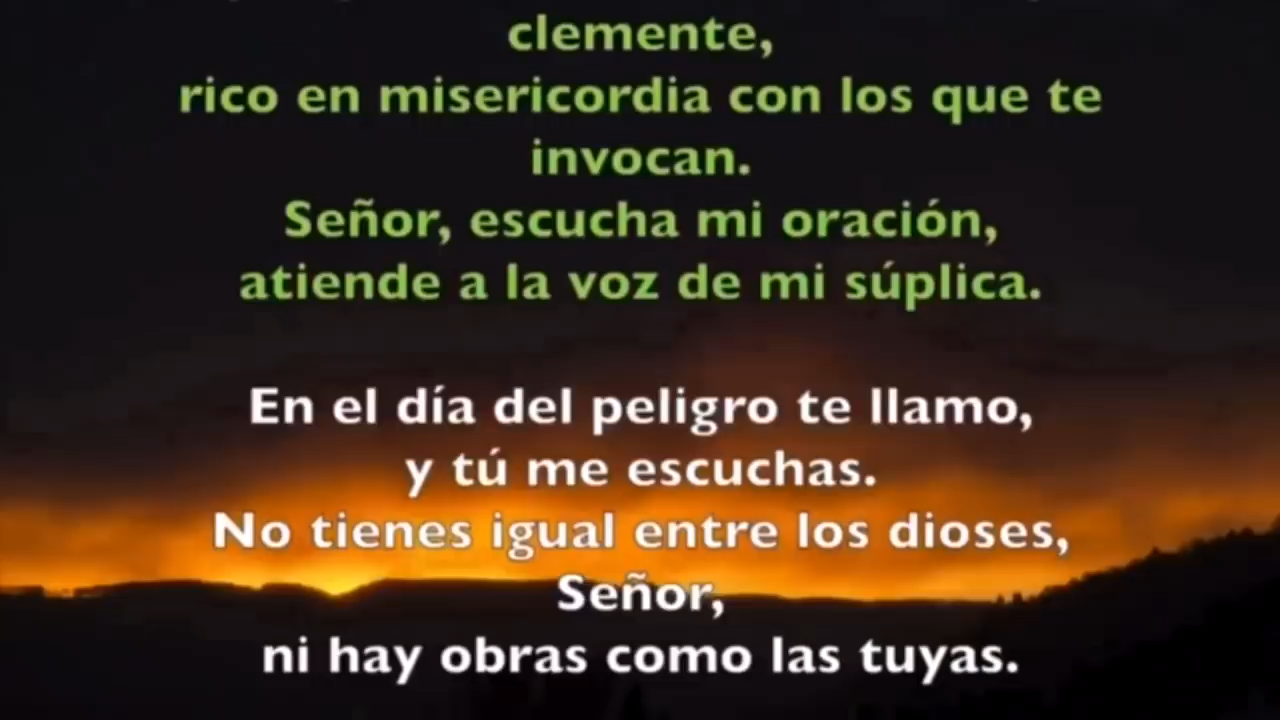 clemente,
rico en misericordia con los que te
invocan.
Señor, escucha mi oración,
atiende a la voz de mi súplica.
En el día del peligro te llamo,
y tú me escuchas.
No tienes igual entre los dioses,
Señor,
ni hay obras como las tuyas.